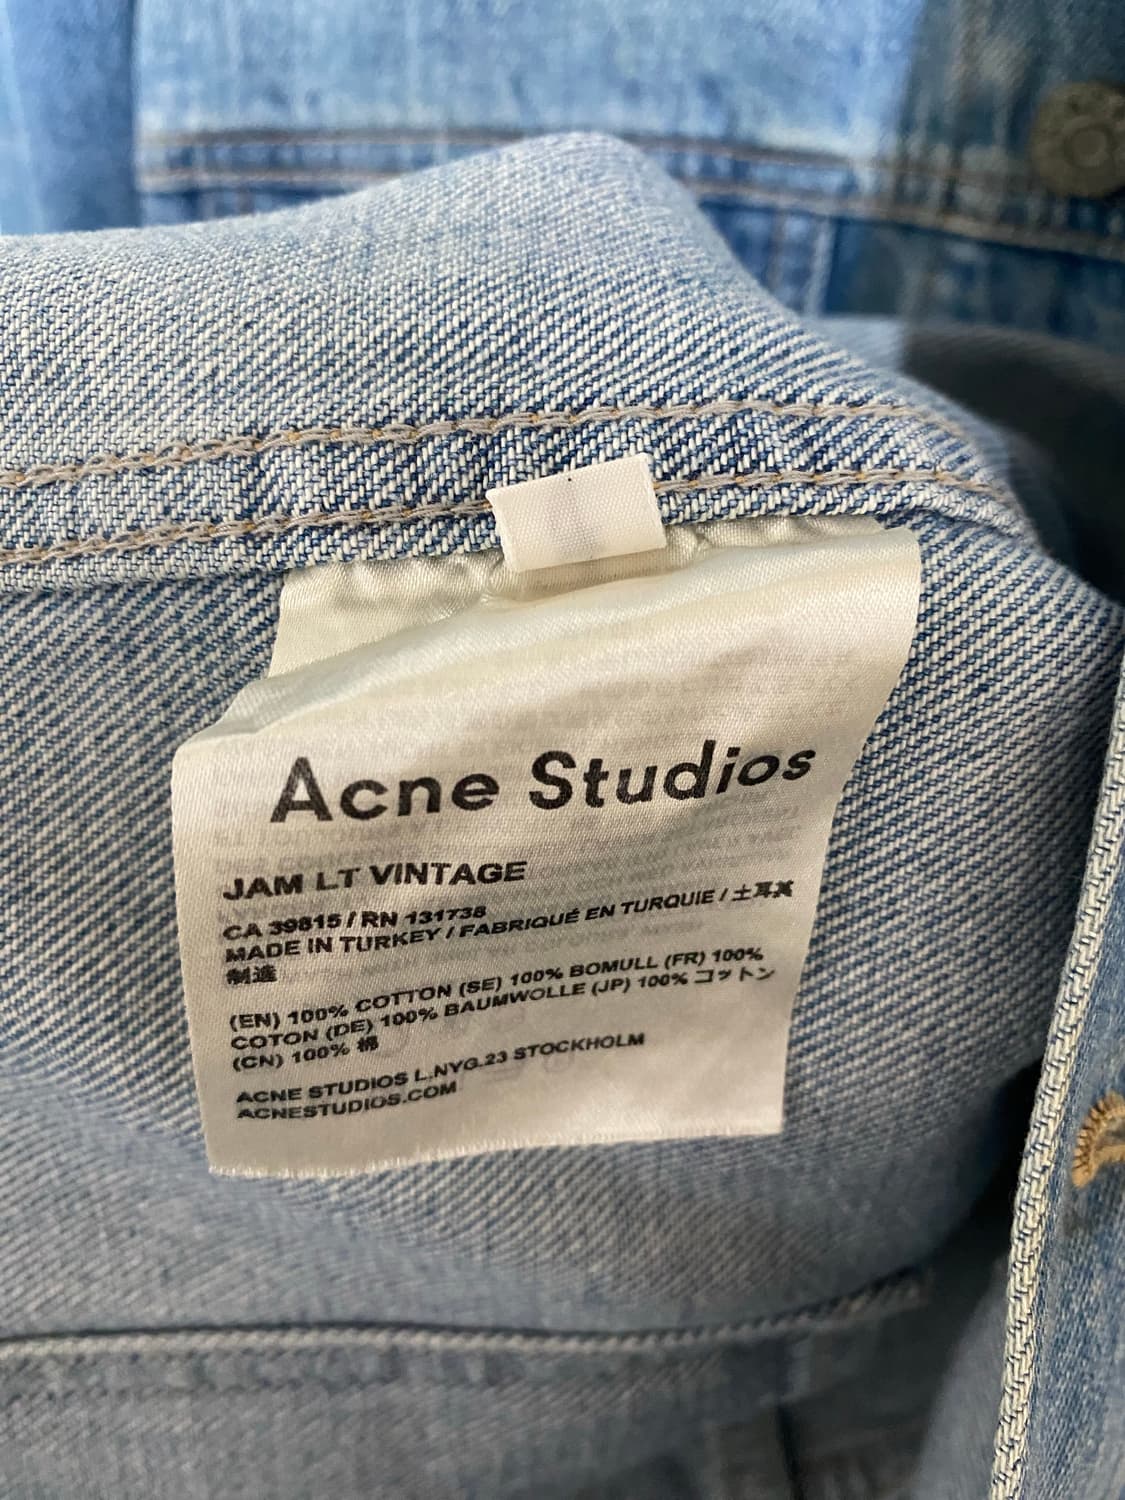 Acne Studios
JAM LT VINTAGE
CA 39815 / RN 131738
MADE IN TURKEY / FABRIQUÉ EN TURQUIE / 土耳其
制造
(EN) 100% COTTON (SE) 100% BOMULL (FR) 100%
COTON (DE) 100% BAUMWOLLE (JP) 100% コットン
(CN) 100% 棉
ACNE STUDIOS L.NYG.23 STOCKHOLM
ACNESTUDIOS.COM